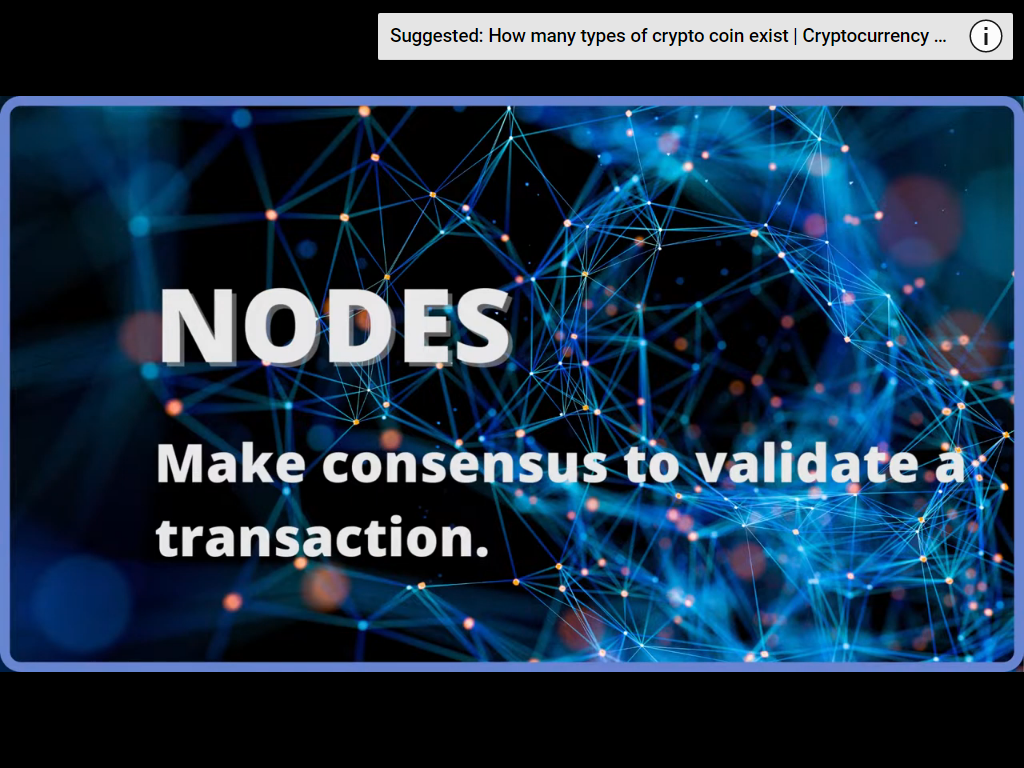 Suggested: How many types of crypto coin exist | Cryptocurrency ...
NODES
Make consensus to validate a
transaction.